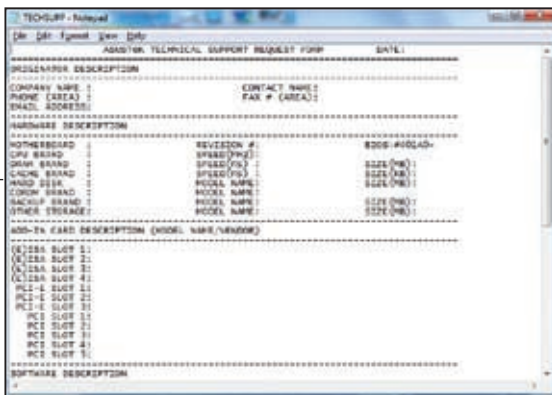 TECHSUPP - Notepad
File Edit Format View Help
ASUSTEK TECHNICAL SUPPORT REQUEST FORM DATE:
ORIGINATOR DESCRIPTION
COMPANY NAME : CONTACT NAME:
PHONE (AREA) : FAX # (AREA):
EMAIL ADDRESS:
HARDWARE DESCRIPTION
MOTHERBOARD : REVISION #:
CPU BRAND : SPEED(MHz):
DRAM BRAND : SPEED(ns) : SIZE(MB):
CACHE BRAND : SPEED(ns) : SIZE(KB):
HARD DISK : MODEL NAME: SIZE(MB):
CDROM BRAND : MODEL NAME:
BACKUP BRAND : MODEL NAME: SIZE(MB):
OTHER STORAGE: MODEL NAME: SIZE(MB):
ADD-IN CARD DESCRIPTION (MODEL NAME/VENDOR)
(E)ISA SLOT 1:
(E)ISA SLOT 2:
(E)ISA SLOT 3:
(E)ISA SLOT 4:
PCI-E SLOT 1:
PCI-E SLOT 2:
PCI-E SLOT 3:
PCI SLOT 1:
PCI SLOT 2:
PCI SLOT 3:
PCI SLOT 4:
PCI SLOT 5:
SOFTWARE DESCRIPTION